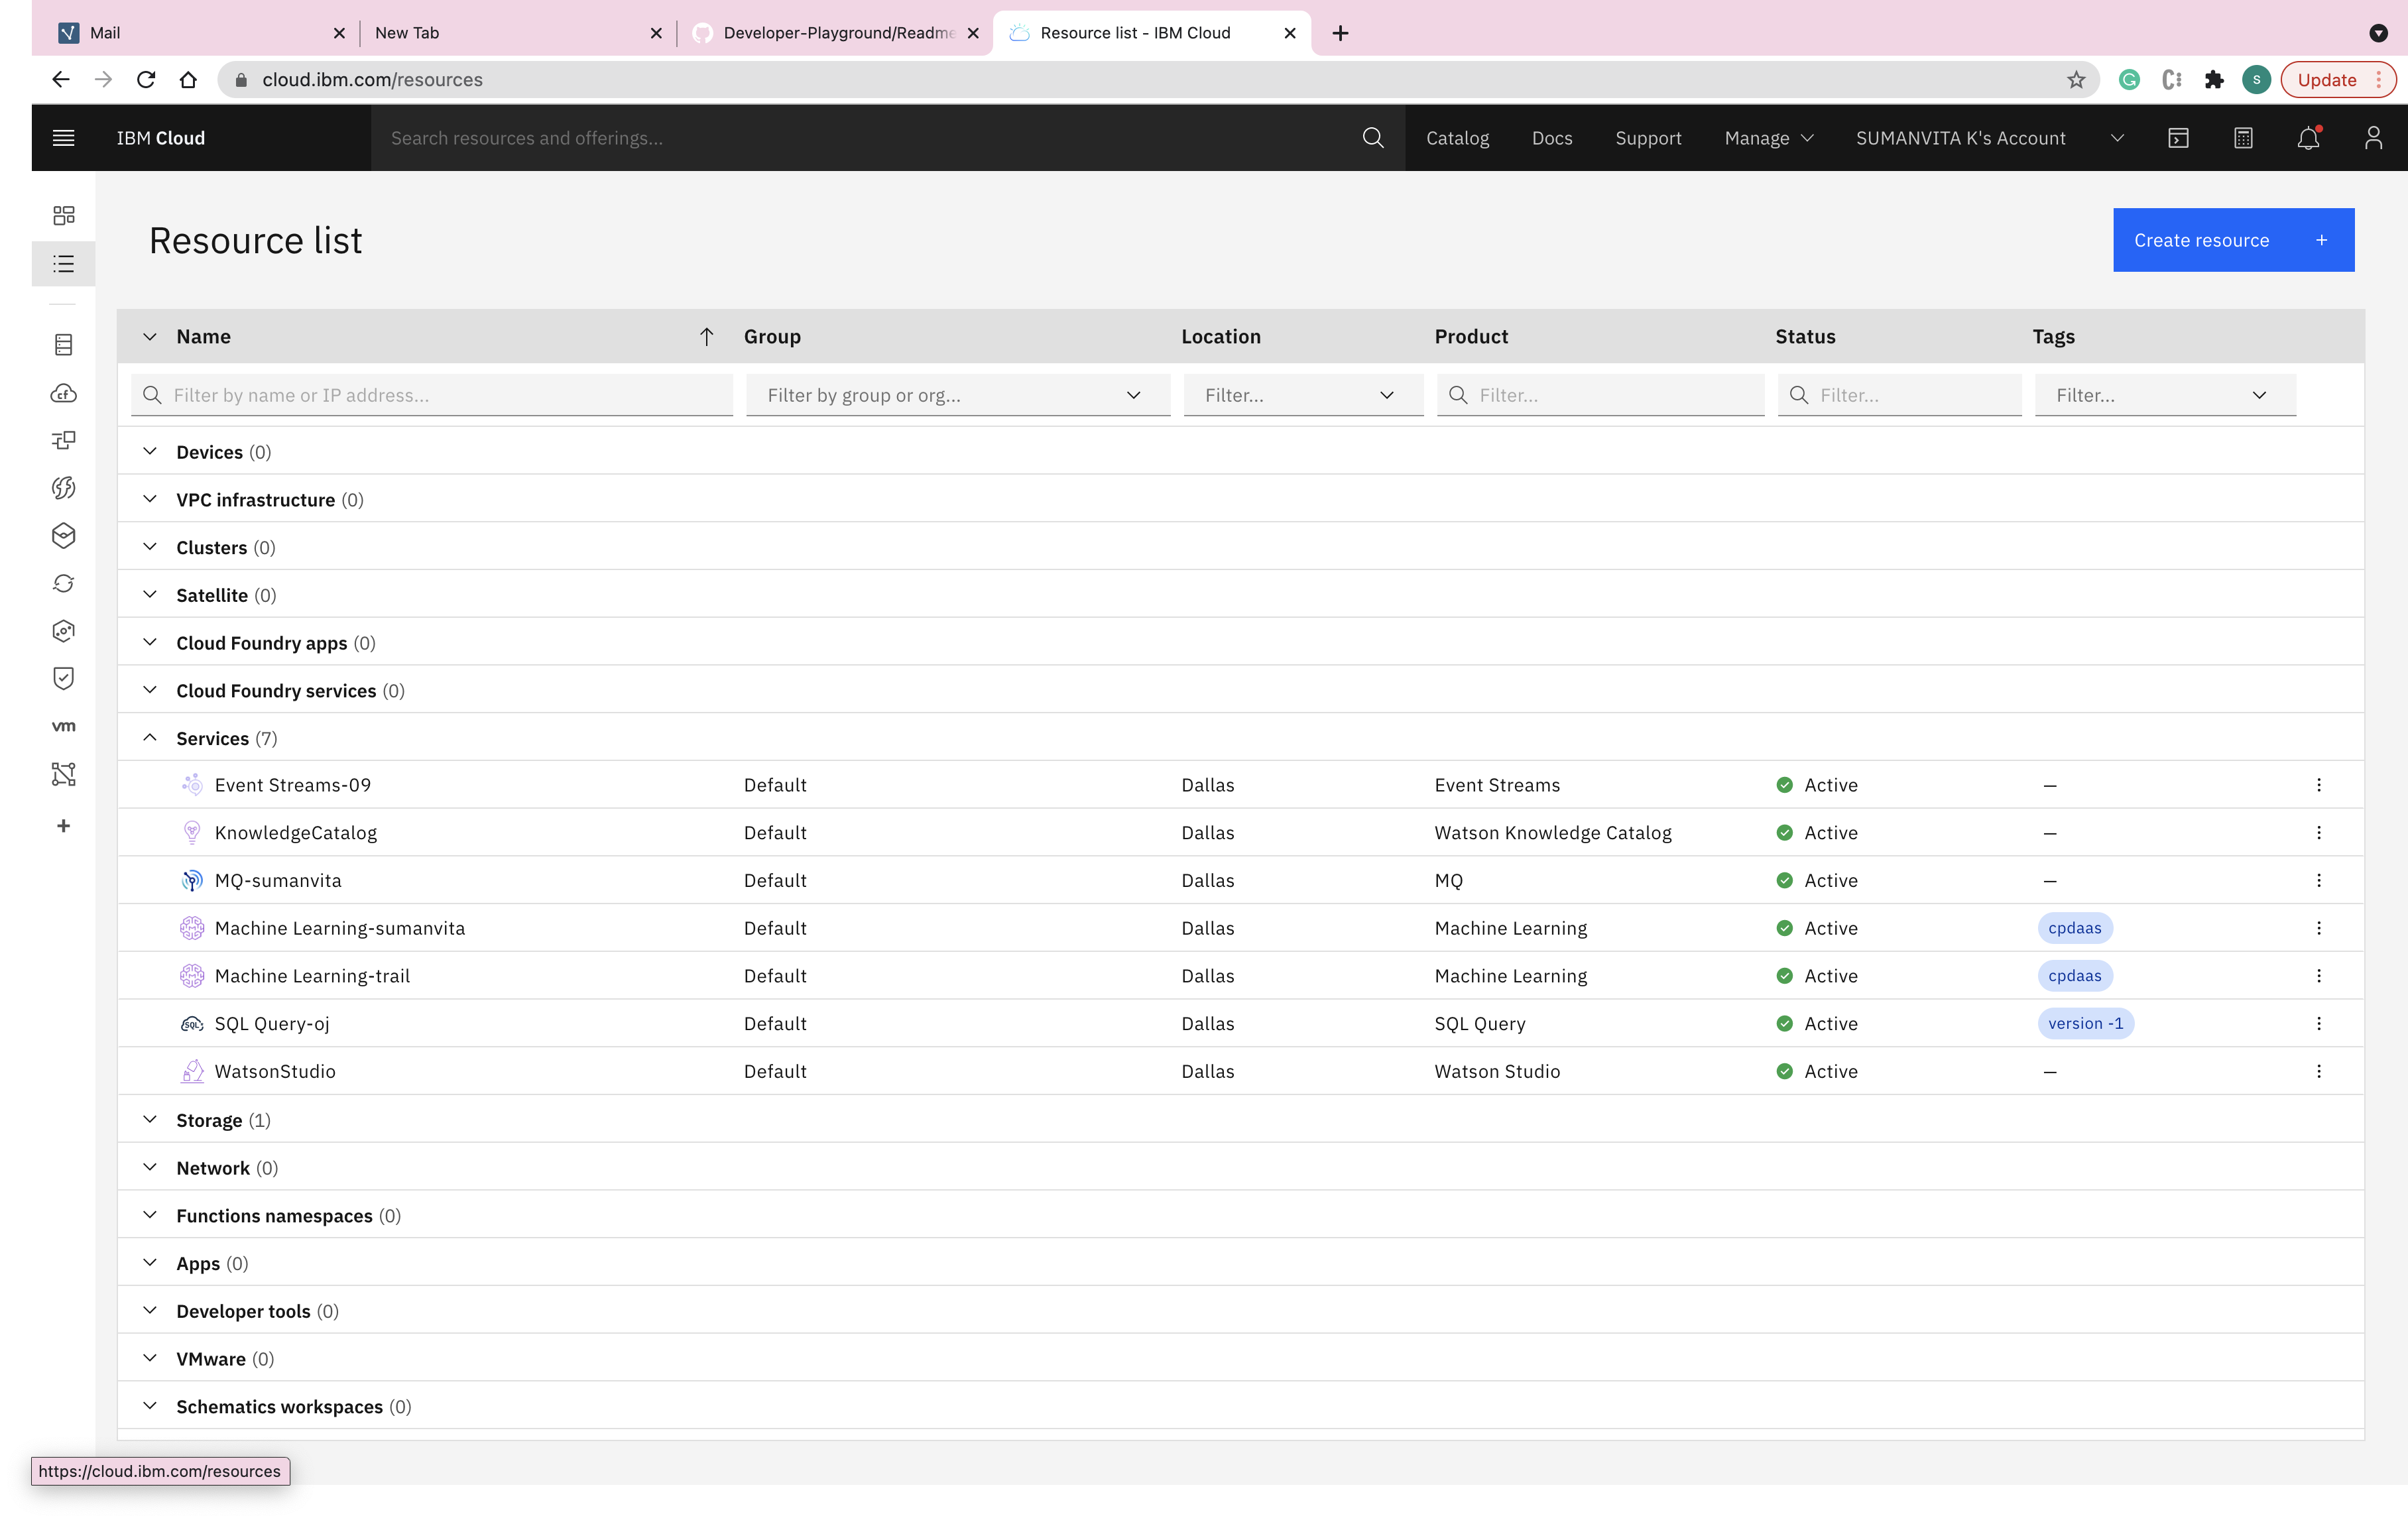 Mail
New Tab
Developer-Playground/Readme
Resource list - IBM Cloud
cloud.ibm.com/resources
S
Update
IBM Cloud
Search resources and offerings...
Catalog
Docs
Support
Manage
SUMANVITA K's Account
Resource list
Create resource +
Name
Group
Location
Product
Status
Tags
Filter by name or IP address...
Filter by group or org...
Filter...
Filter...
Filter...
Filter...
Devices (0)
VPC infrastructure (0)
Clusters (0)
Satellite (0)
Cloud Foundry apps (0)
Cloud Foundry services (0)
Services (7)
Event Streams-09 Default Dallas Event Streams Active —
KnowledgeCatalog Default Dallas Watson Knowledge Catalog Active —
MQ-sumanvita Default Dallas MQ Active —
Machine Learning-sumanvita Default Dallas Machine Learning Active cpdaas
Machine Learning-trail Default Dallas Machine Learning Active cpdaas
SQL Query-oj Default Dallas SQL Query Active version -1
WatsonStudio Default Dallas Watson Studio Active —
Storage (1)
Network (0)
Functions namespaces (0)
Apps (0)
Developer tools (0)
VMware (0)
Schematics workspaces (0)
cf
vm
https://cloud.ibm.com/resources